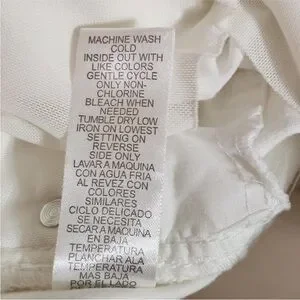 MACHINE WASH
COLD
INSIDE OUT WITH
LIKE COLORS
GENTLE CYCLE
ONLY NON-
CHLORINE
BLEACH WHEN
NEEDED
TUMBLE DRY LOW
IRON ON LOWEST
SETTING ON
REVERSE
SIDE ONLY
LAVAR A MAQUINA
CON AGUA FRIA
AL REVEZ CON
COLORES
SIMILARES
CICLO DELICADO
SE NECESITA
SECAR A MAQUINA
EN BAJA
TEMPERATURA
PLANCHAR ALA
TEMPERATURA
MAS BAJA
POR EL LADO